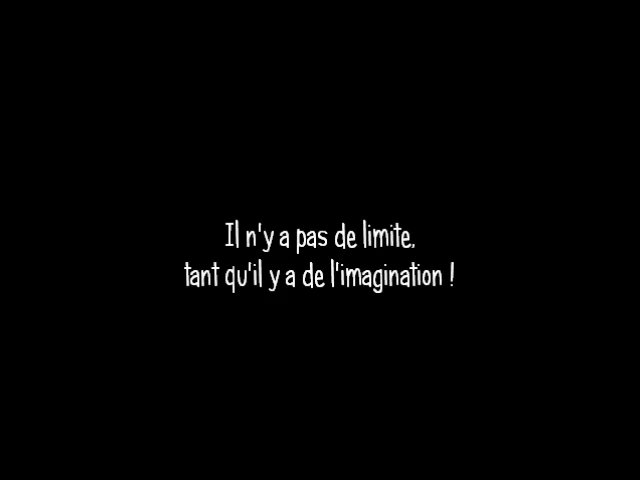 Il n'y a pas de limite,
tant qu'il y a de l'imagination !